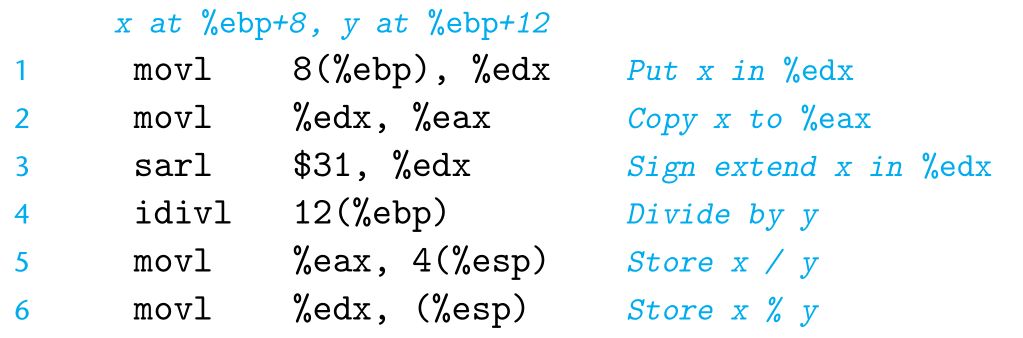 x at %ebp+8, y at %ebp+12
1 movl 8(%ebp), %edx Put x in %edx
2 movl %edx, %eax Copy x to %eax
3 sarl $31, %edx Sign extend x in %edx
4 idivl 12(%ebp) Divide by y
5 movl %eax, 4(%esp) Store x / y
6 movl %edx, (%esp) Store x % y